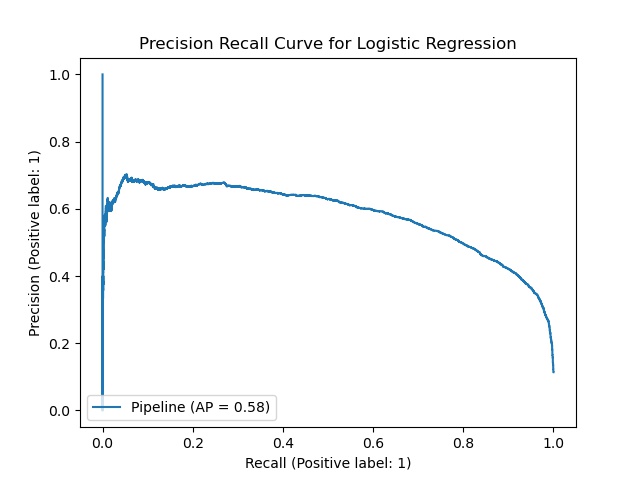 Precision Recall Curve for Logistic Regression
1.0
0.8
0.6
0.4
0.2
0.0
Precision (Positive label: 1)
Pipeline (AP = 0.58)
0.0 0.2 0.4 0.6 0.8 1.0
Recall (Positive label: 1)